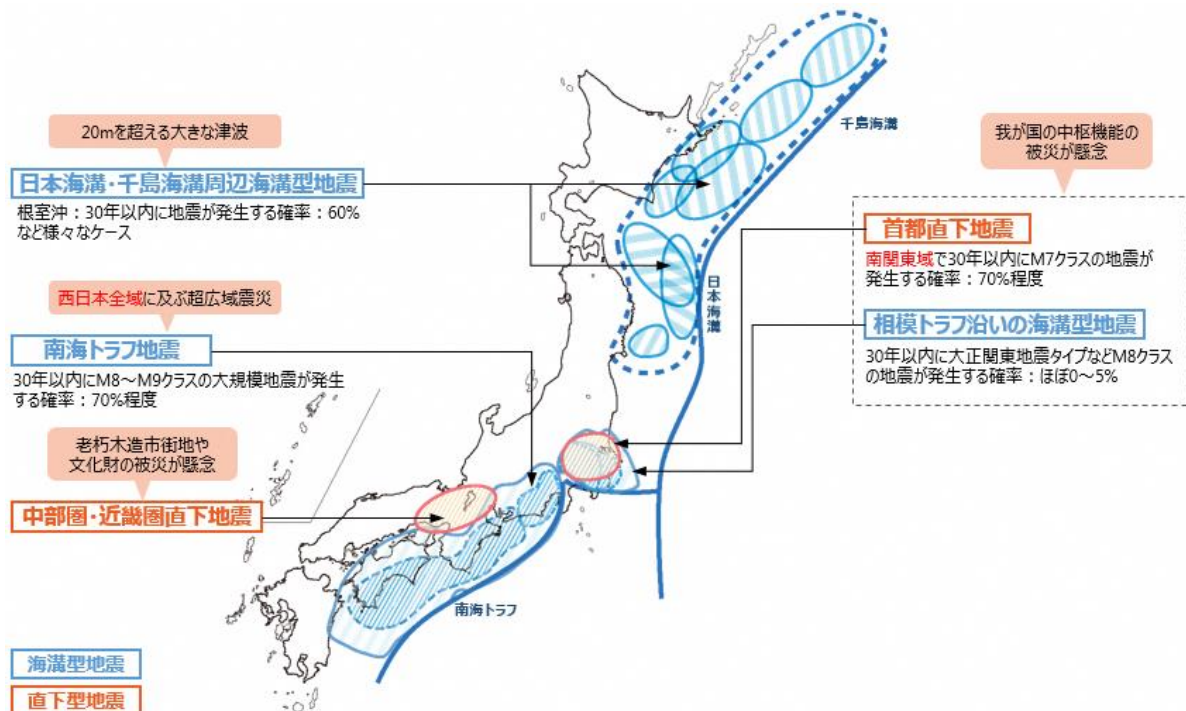 20mを超える大きな津波
日本海溝・千島海溝周辺海溝型地震
根室沖：30年以内に地震が発生する確率：60%
など様々なケース
西日本全域に及ぶ超広域震災
南海トラフ地震
30年以内にM8～M9クラスの大規模地震が発生
する確率：70%程度
老朽木造市街地や
文化財の被災が懸念
中部圏・近畿圏直下地震
海溝型地震
直下型地震
千島海溝
日本海溝
南海トラフ
我が国の中枢機能の
被災が懸念
首都直下地震
南関東域で30年以内にM7クラスの地震が
発生する確率：70%程度
相模トラフ沿いの海溝型地震
30年以内に大正関東地震タイプなどM8クラス
の地震が発生する確率：ほぼ0～5%